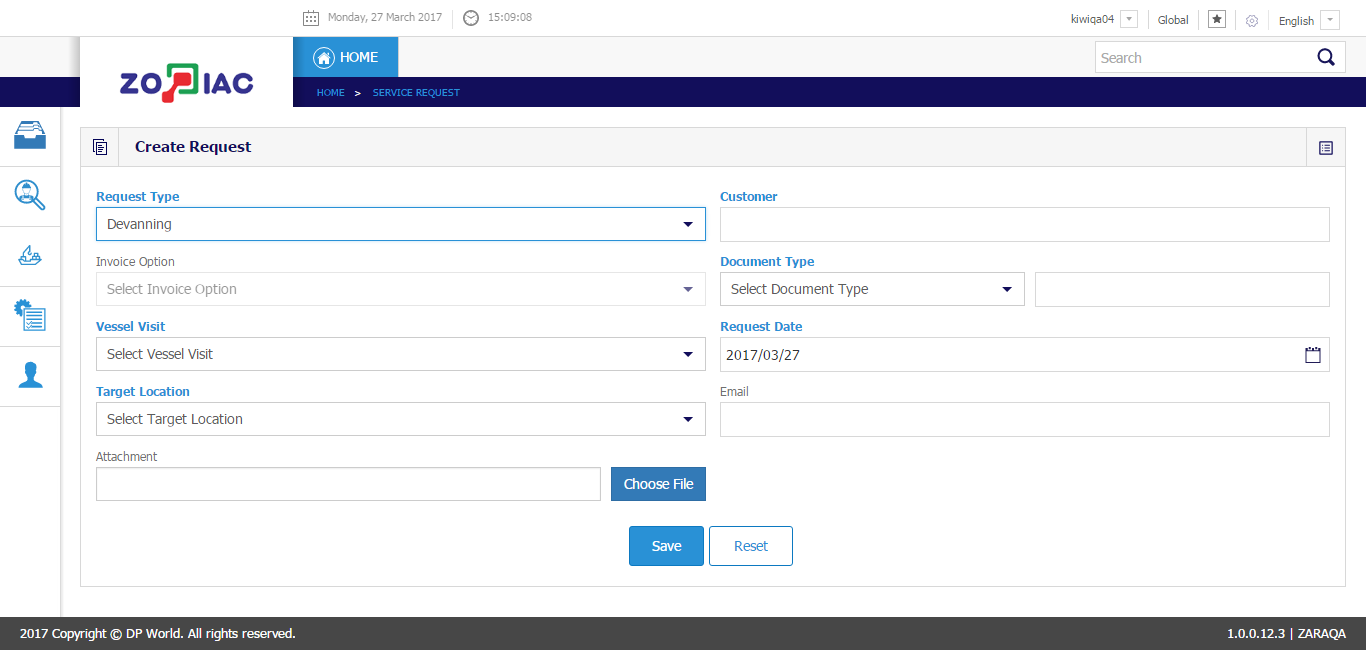 Monday, 27 March 2017 15:09:08 kiwiqa04 Global English
HOME Search
ZODIAC
HOME > SERVICE REQUEST
Create Request
Request Type Customer
Devanning
Invoice Option Document Type
Select Invoice Option Select Document Type
Vessel Visit Request Date
Select Vessel Visit 2017/03/27
Target Location Email
Select Target Location
Attachment
Choose File
Save Reset
2017 Copyright © DP World. All rights reserved. 1.0.0.12.3 | ZARAQA